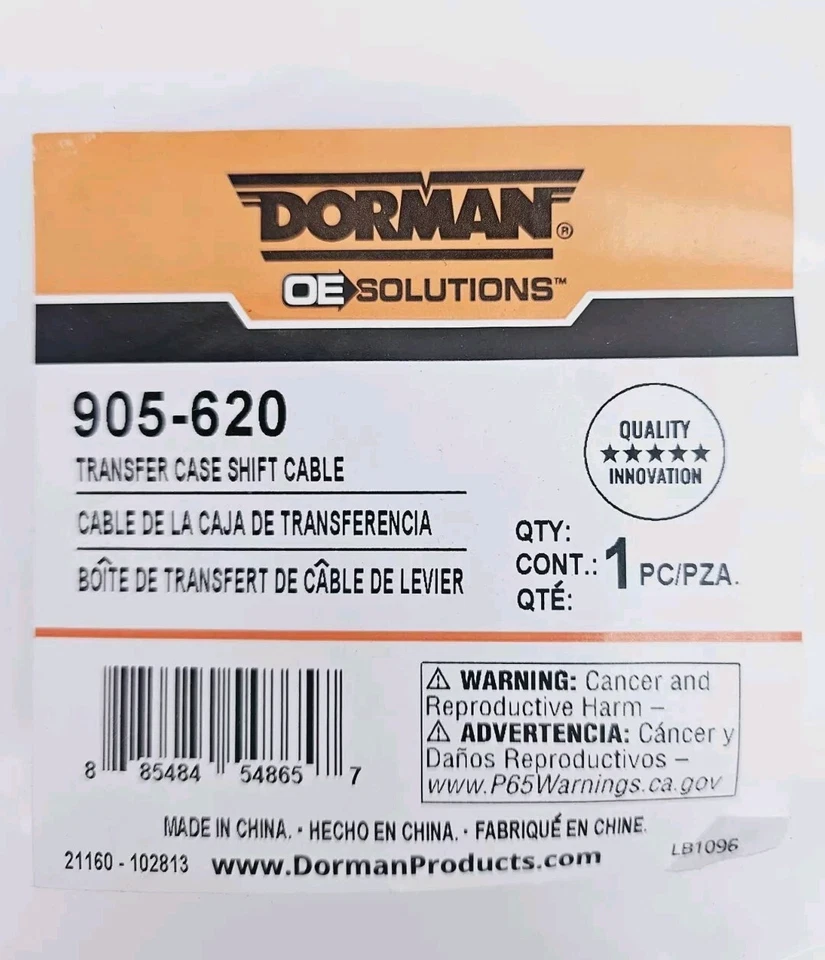 DORMAN®
OE SOLUTIONS™
905-620
TRANSFER CASE SHIFT CABLE
CABLE DE LA CAJA DE TRANSFERENCIA
BOÎTE DE TRANSFERT DE CÂBLE DE LEVIER
QUALITY
★★★★★
INNOVATION
QTY:
CONT.: 1 PC/PZA.
QTÉ:
8 85484 54865 7
⚠ WARNING: Cancer and
Reproductive Harm –
⚠ ADVERTENCIA: Cáncer y
Daños Reproductivos –
www.P65Warnings.ca.gov
MADE IN CHINA. • HECHO EN CHINA. • FABRIQUÉ EN CHINE.
21160 - 102813 www.DormanProducts.com
LB1096